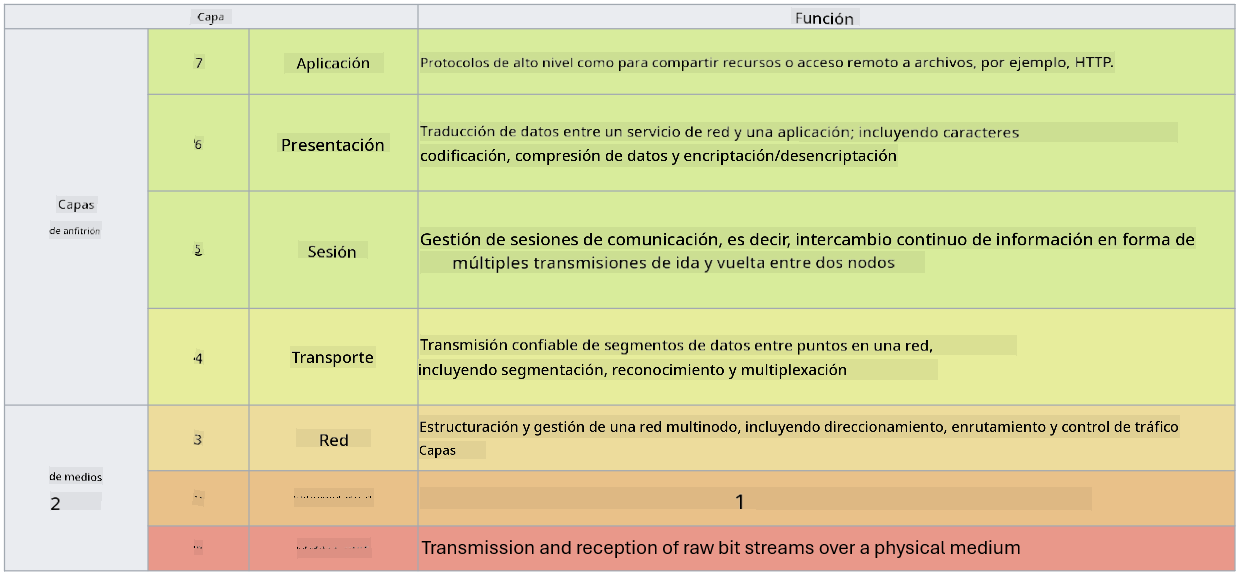 Capa
Función
7
Aplicación
Protocolos de alto nivel como para compartir recursos o acceso remoto a archivos, por ejemplo, HTTP.
6
Presentación
Traducción de datos entre un servicio de red y una aplicación; incluyendo caracteres
codificación, compresión de datos y encriptación/desencriptación
Capas
de anfitrión
5
Sesión
Gestión de sesiones de comunicación, es decir, intercambio continuo de información en forma de
múltiples transmisiones de ida y vuelta entre dos nodos
4
Transporte
Transmisión confiable de segmentos de datos entre puntos en una red,
incluyendo segmentación, reconocimiento y multiplexación
3
Red
Estructuración y gestión de una red multinodo, incluyendo direccionamiento, enrutamiento y control de tráfico
Capas
de medios
2
1
Transmission and reception of raw bit streams over a physical medium